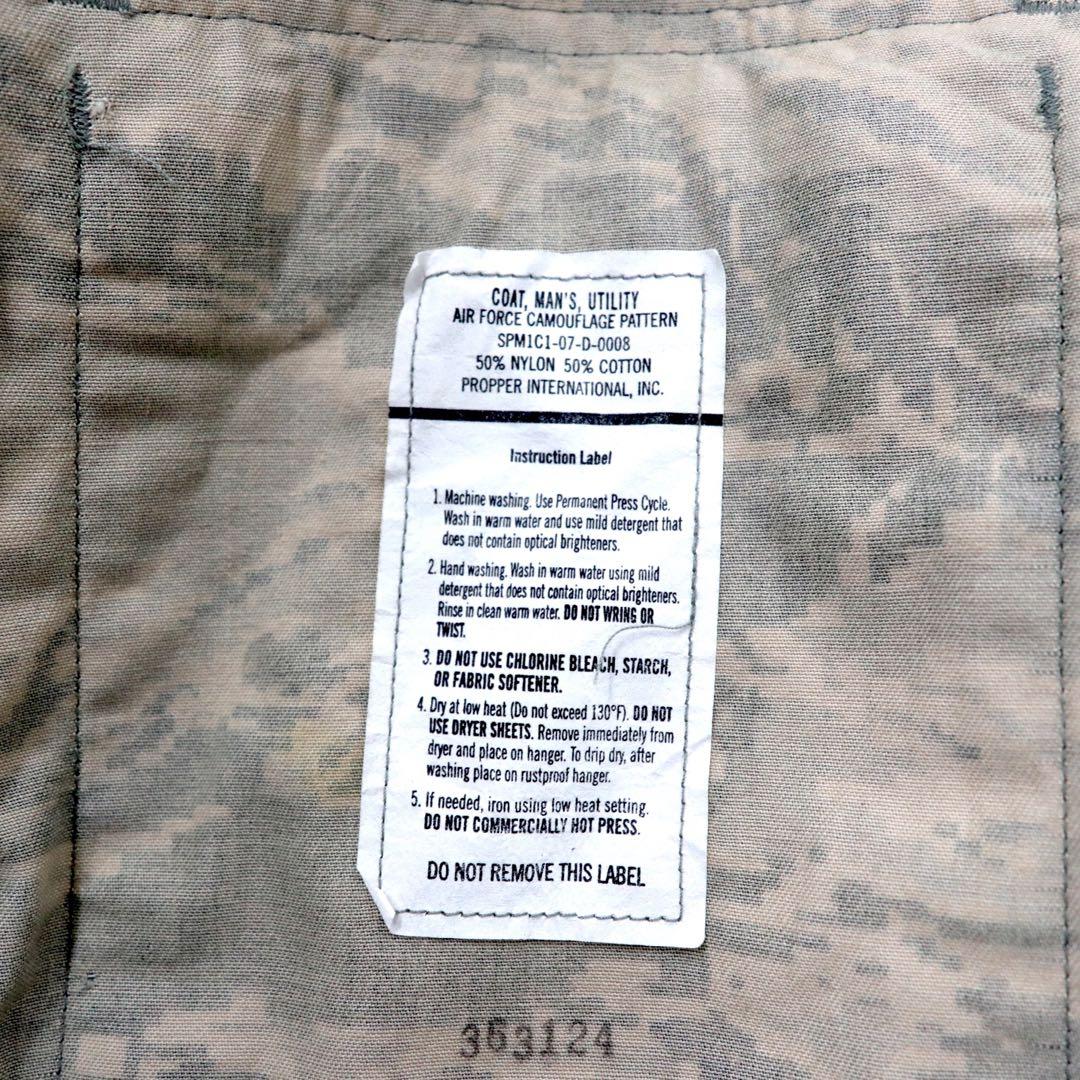 COAT, MAN'S, UTILITY
AIR FORCE CAMOUFLAGE PATTERN
SPM1C1-07-D-0008
50% NYLON 50% COTTON
PROPPER INTERNATIONAL, INC.
Instruction Label
1. Machine washing. Use Permanent Press Cycle.
Wash in warm water and use mild detergent that
does not contain optical brighteners.
2. Hand washing. Wash in warm water using mild
detergent that does not contain optical brighteners.
Rinse in clean warm water. DO NOT WRING OR
TWIST.
3. DO NOT USE CHLORINE BLEACH, STARCH,
OR FABRIC SOFTENER.
4. Dry at low heat (Do not exceed 130°F). DO NOT
USE DRYER SHEETS. Remove immediately from
dryer and place on hanger. To drip dry, after
washing place on rustproof hanger.
5. If needed, iron using low heat setting.
DO NOT COMMERCIALLY HOT PRESS.
DO NOT REMOVE THIS LABEL
363124